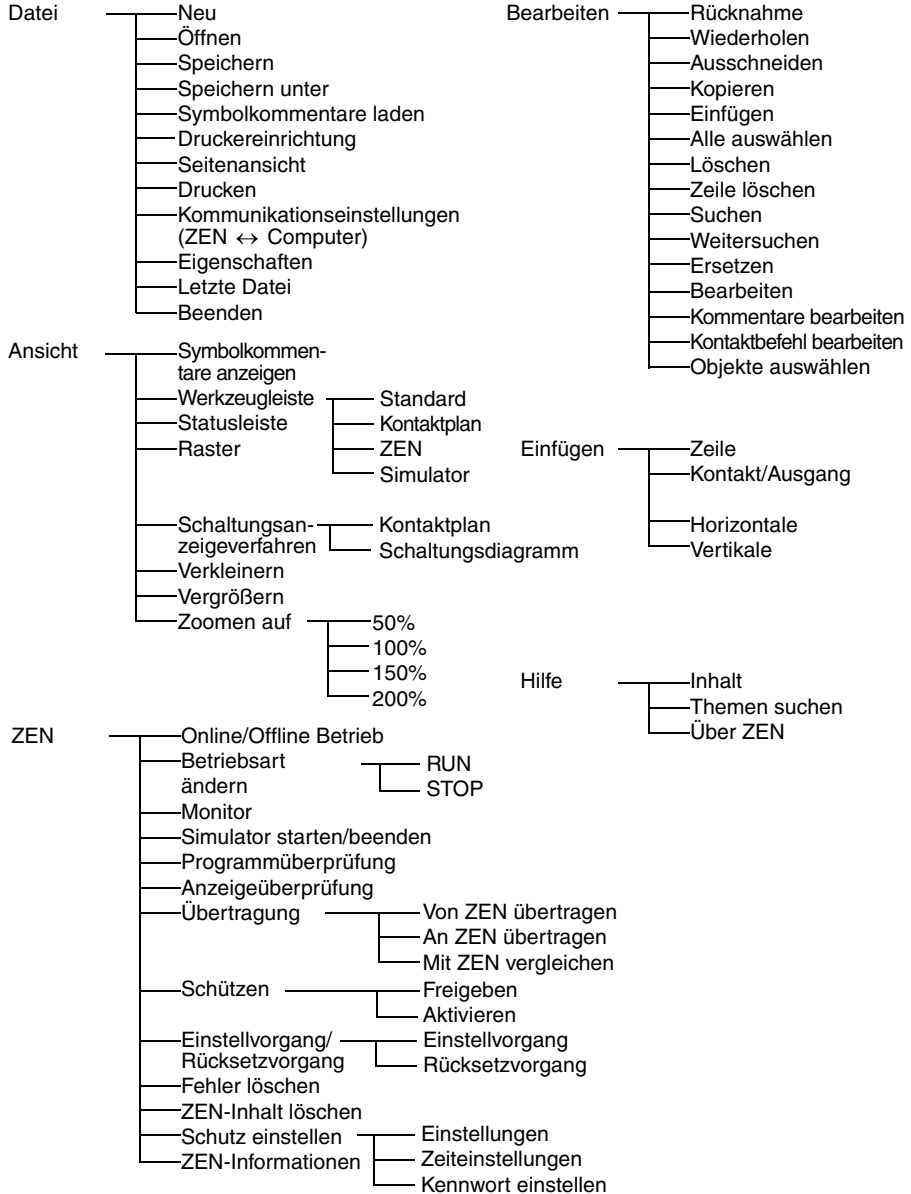 Datei
Neu
Öffnen
Speichern
Speichern unter
Symbolkommentare laden
Druckereinrichtung
Seitenansicht
Drucken
Kommunikationseinstellungen
(ZEN ↔ Computer)
Eigenschaften
Letzte Datei
Beenden
Bearbeiten
Rücknahme
Wiederholen
Ausschneiden
Kopieren
Einfügen
Alle auswählen
Löschen
Zeile löschen
Suchen
Weitersuchen
Ersetzen
Bearbeiten
Kommentare bearbeiten
Kontaktbefehl bearbeiten
Objekte auswählen
Ansicht
Symbolkommen-
tare anzeigen
Werkzeugleiste
Standard
Kontaktplan
ZEN
Simulator
Statusleiste
Raster
Schaltungsan-
zeigeverfahren
Kontaktplan
Schaltungsdiagramm
Verkleinern
Vergrößern
Zoomen auf
50%
100%
150%
200%
Einfügen
Zeile
Kontakt/Ausgang
Horizontale
Vertikale
Hilfe
Inhalt
Themen suchen
Über ZEN
ZEN
Online/Offline Betrieb
Betriebsart
ändern
RUN
STOP
Monitor
Simulator starten/beenden
Programmüberprüfung
Anzeigeüberprüfung
Übertragung
Von ZEN übertragen
An ZEN übertragen
Mit ZEN vergleichen
Schützen
Freigeben
Aktivieren
Einstellvorgang/
Rücksetzvorgang
Einstellvorgang
Rücksetzvorgang
Fehler löschen
ZEN-Inhalt löschen
Schutz einstellen
Einstellungen
Zeiteinstellungen
Kennwort einstellen
ZEN-Informationen